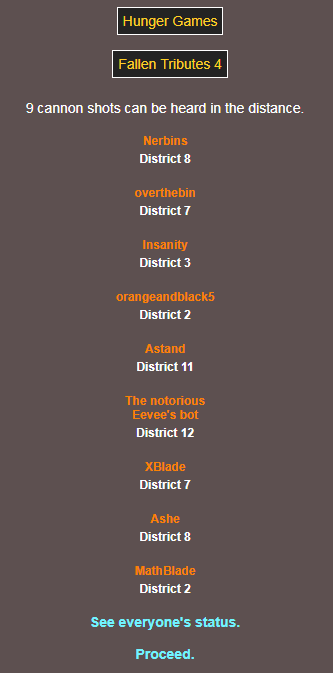 Hunger Games
Fallen Tributes 4
9 cannon shots can be heard in the distance.
Nerbins
District 8
overthebin
District 7
Insanity
District 3
orangeandblack5
District 2
Astand
District 11
The notorious
Eevee's bot
District 12
XBlade
District 7
Ashe
District 8
MathBlade
District 2
See everyone's status.
Proceed.